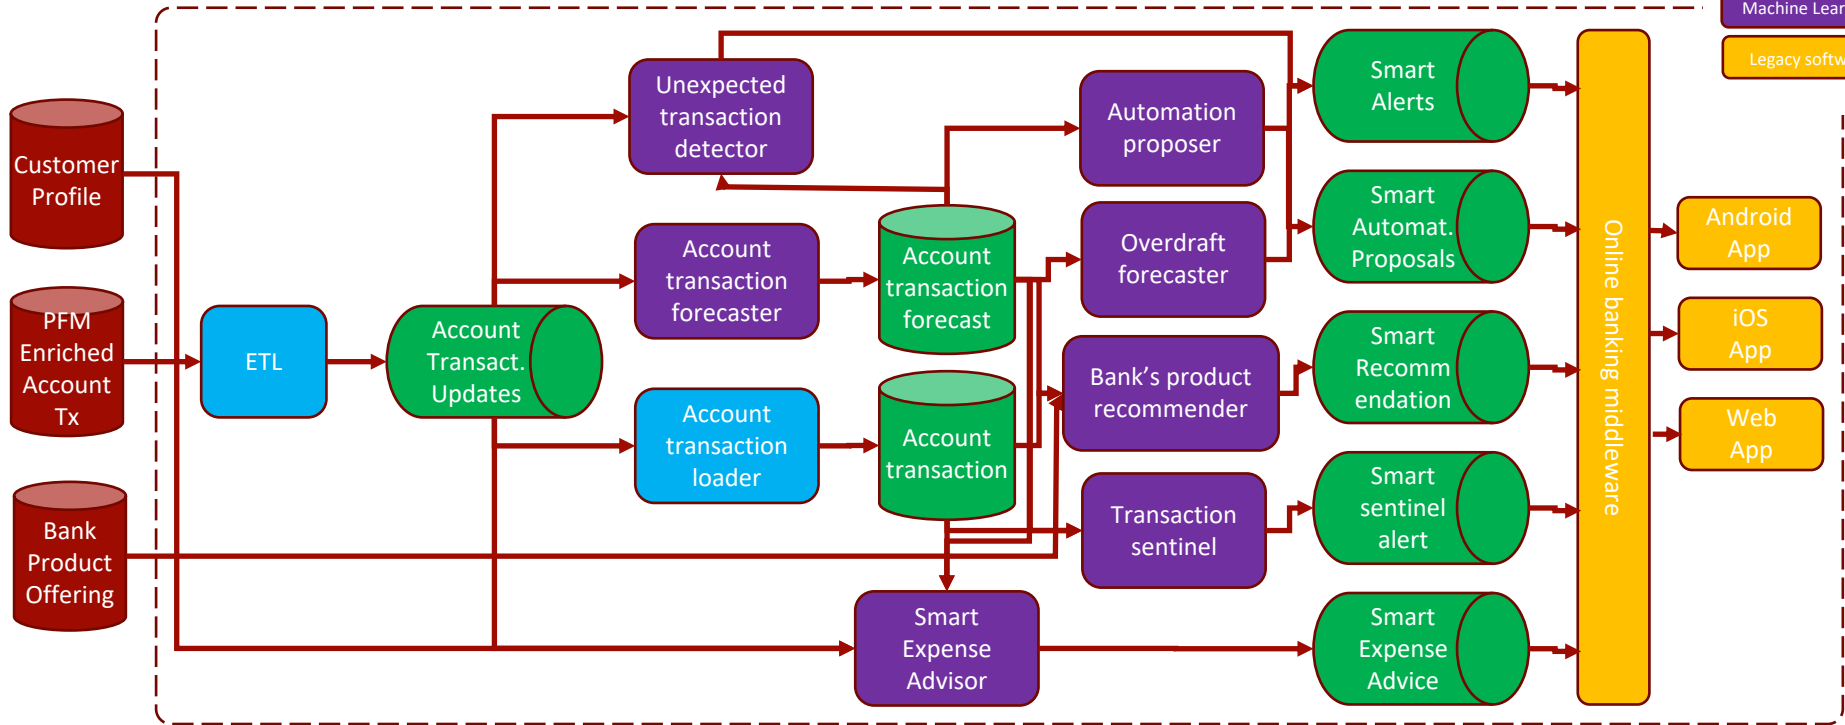 Machine Lear
Legacy softw
Customer
Profile
PFM
Enriched
Account
Tx
Bank
Product
Offering
ETL
Account
Transact.
Updates
Unexpected
transaction
detector
Account
transaction
forecaster
Account
transaction
loader
Account
transaction
forecast
Account
transaction
Smart
Expense
Advisor
Automation
proposer
Overdraft
forecaster
Bank’s product
recommender
Transaction
sentinel
Smart
Alerts
Smart
Automat.
Proposals
Smart
Recomm
endation
Smart
sentinel
alert
Smart
Expense
Advice
Online banking middleware
Android
App
iOS
App
Web
App